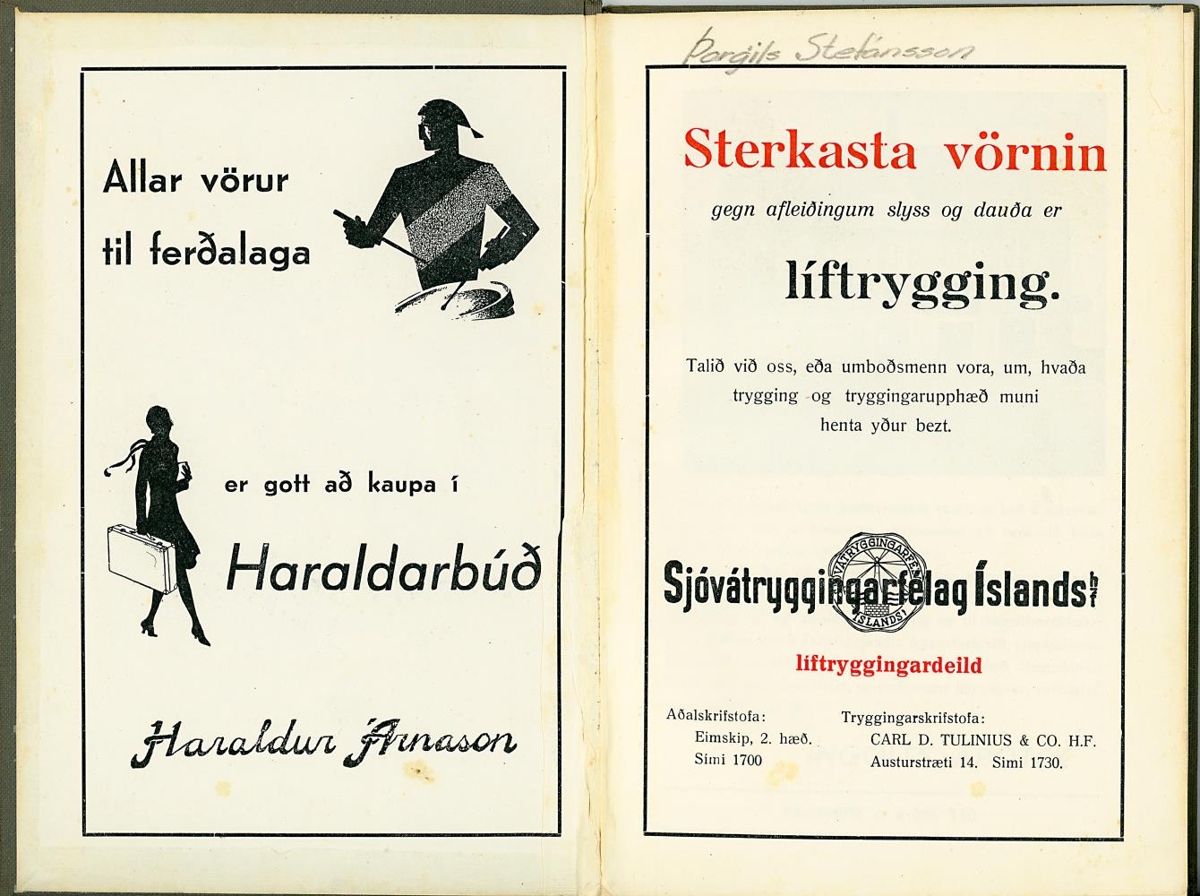 Allar vörur
til ferðalaga
er gott að kaupa í
Haraldarbúð
Haraldur Árnason
Þorgils Stefánsson
Sterkasta vörnin
gegn afleiðingum slyss og dauða er
líftrygging.
Talið við oss, eða umboðsmenn vora, um, hvaða
trygging og tryggingarupphæð muni
henta yður bezt.
Sjóvátryggingarfélag Íslands h/f
líftryggingardeild
Aðalskrifstofa:
Eimskip, 2. hæð.
Sími 1700
Tryggingarskrifstofa:
CARL D. TULINIUS & CO. H.F.
Austurstræti 14. Simi 1730.